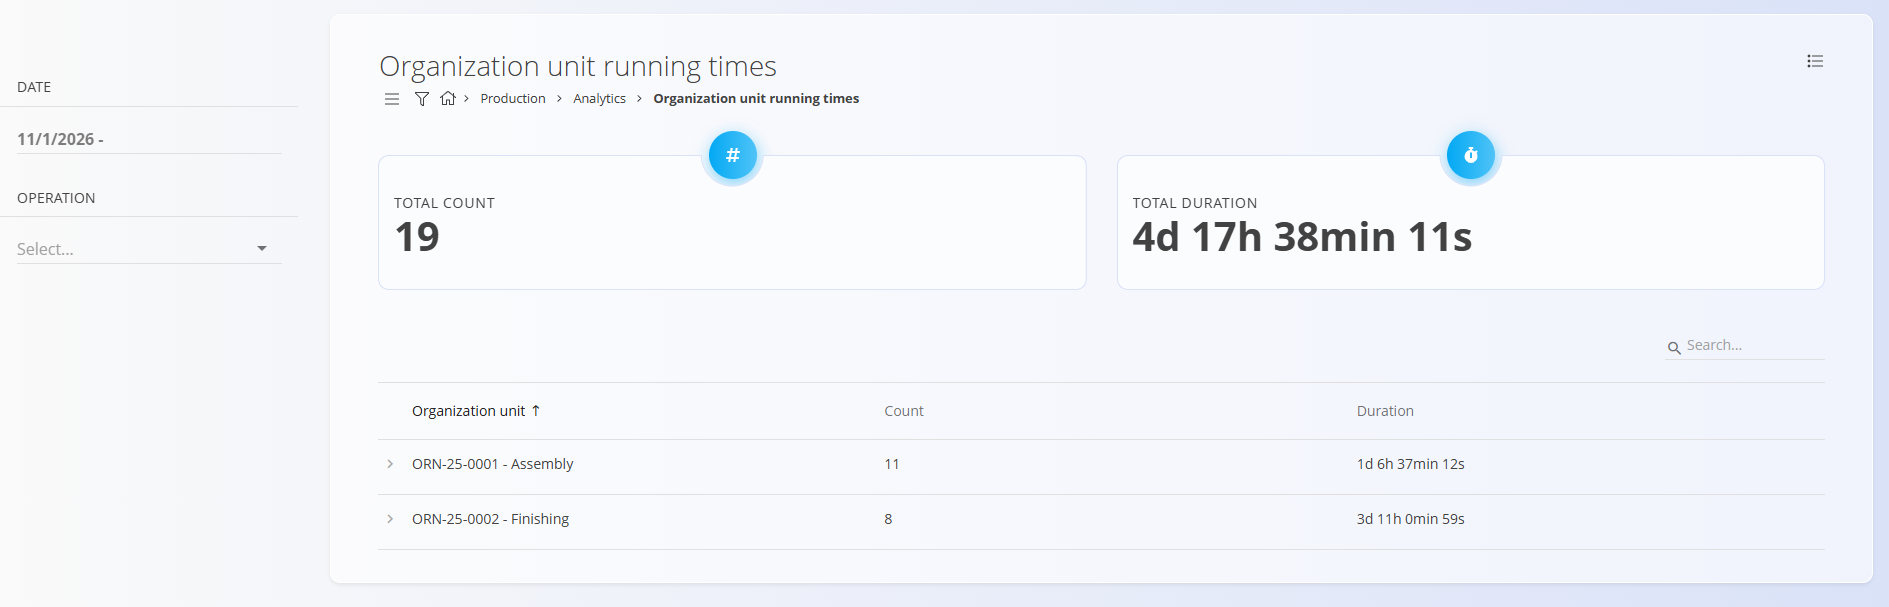 DATE
11/1/2026 -
OPERATION
Select...
Organization unit running times
Production > Analytics > Organization unit running times
#
TOTAL COUNT
19
TOTAL DURATION
4d 17h 38min 11s
Search...
Organization unit ↑ Count Duration
ORN-25-0001 - Assembly 11 1d 6h 37min 12s
ORN-25-0002 - Finishing 8 3d 11h 0min 59s